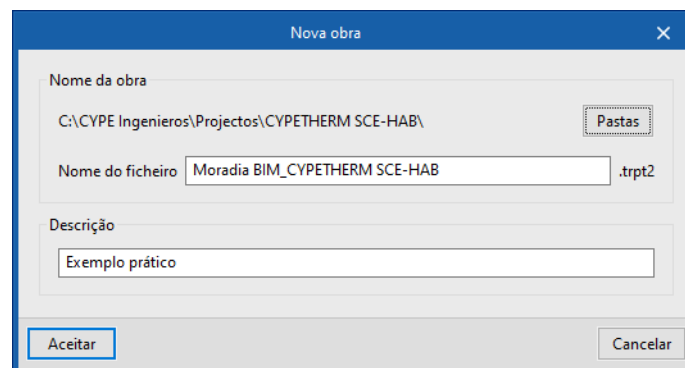 Nova obra
Nome da obra
C:\CYPE Ingenieros\Projectos\CYPETHERM SCE-HAB\ Pastas
Nome do ficheiro Moradia BIM_CYPETHERM SCE-HAB .trpt2
Descrição
Exemplo prático
Aceitar Cancelar